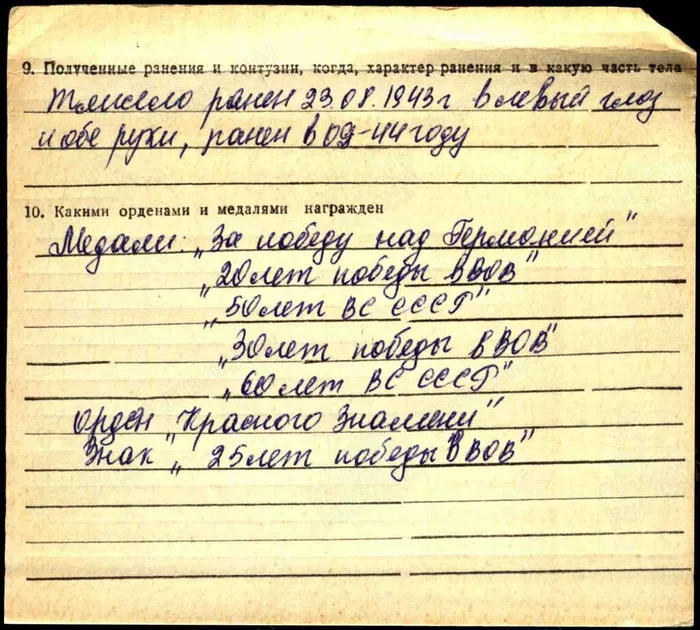 9. Полученные ранения и контузии, когда, характер ранения и в какую часть тела
Тяжело ранен 23.08.1943г в левый глаз
и обе руки, ранен в 09-44 году
10. Какими орденами и медалями награжден
Медали: „За победу над Германией"
„20 лет победы в ВОВ"
„50 лет ВС СССР"
„30 лет победы в ВОВ"
„60 лет ВС СССР"
орден „Красного Знамени"
Знак „25 лет победы в ВОВ"